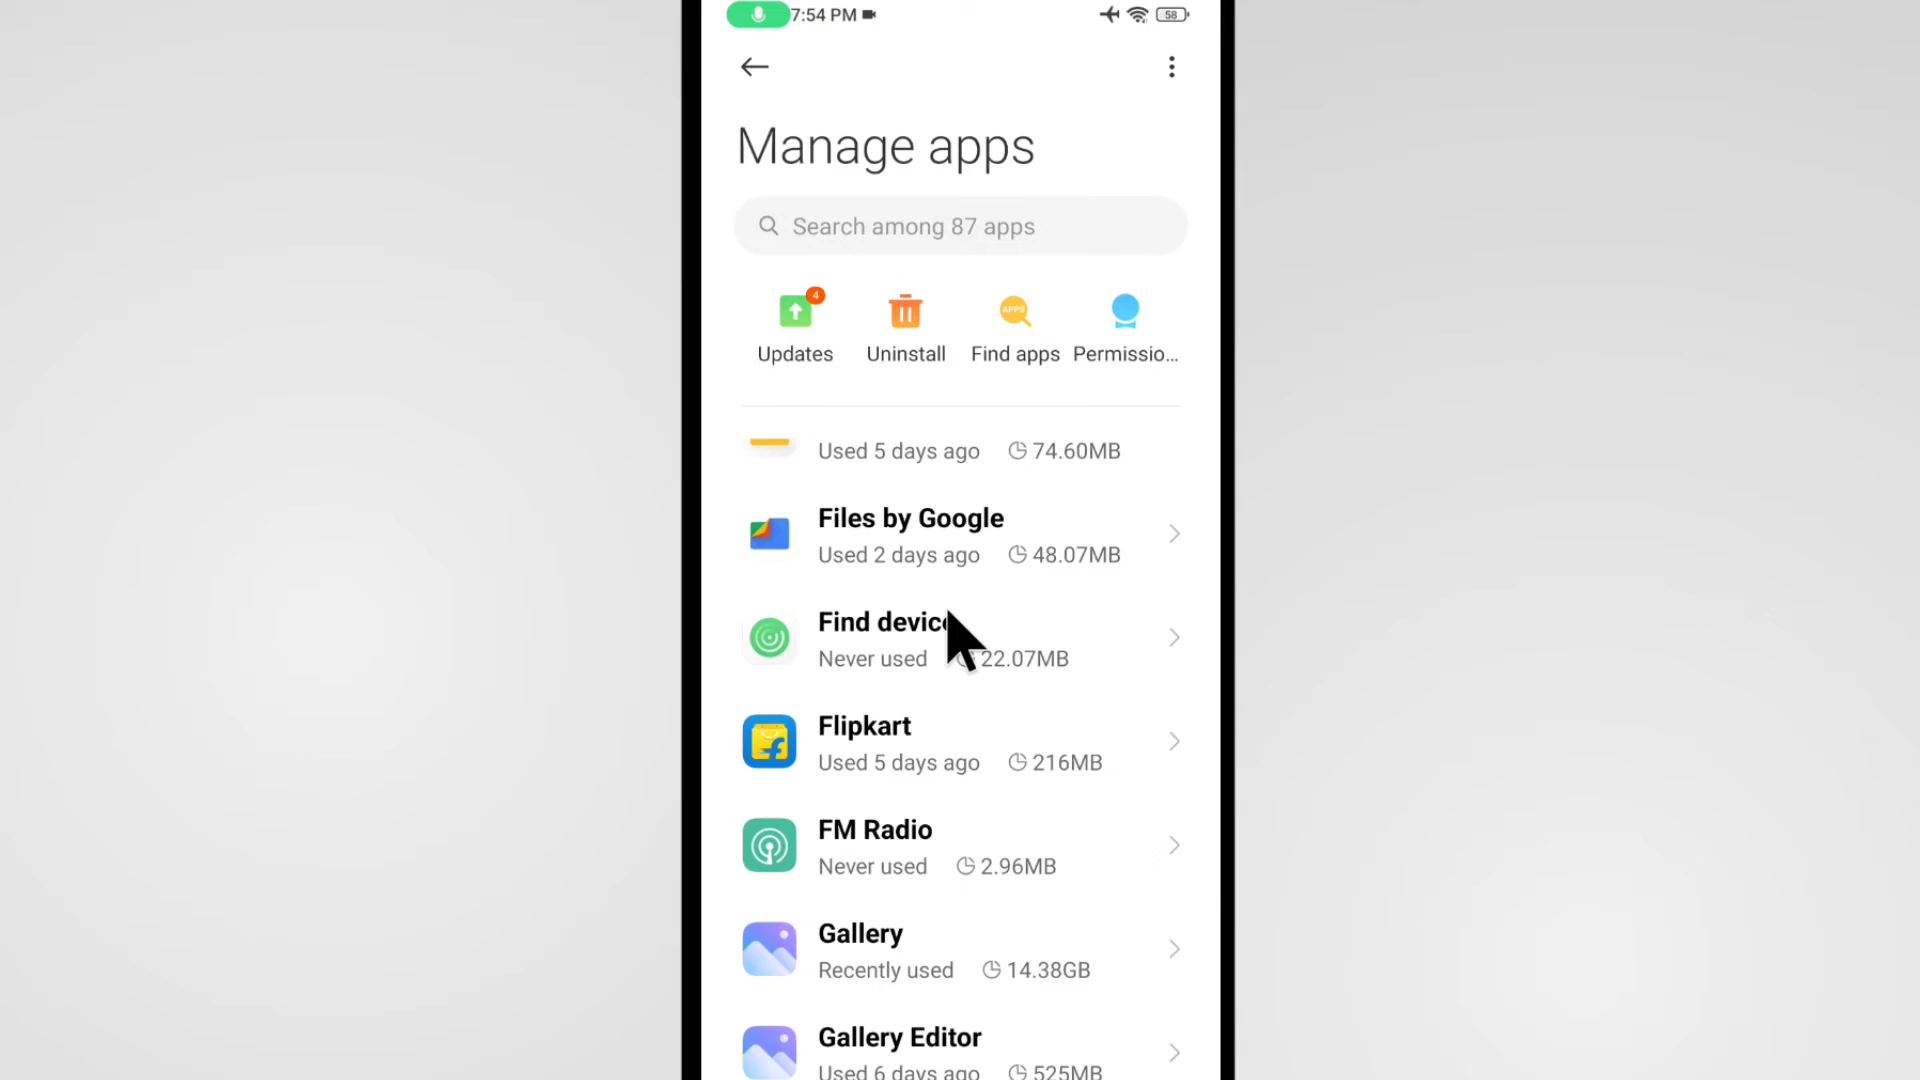 7:54 PM
58
Manage apps
Search among 87 apps
4
APPS
Updates Uninstall Find apps Permissio...
Used 5 days ago 74.60MB
Files by Google
Used 2 days ago 48.07MB
Find device
Never used 22.07MB
Flipkart
Used 5 days ago 216MB
FM Radio
Never used 2.96MB
Gallery
Recently used 14.38GB
Gallery Editor
Used 6 days ago 525MB